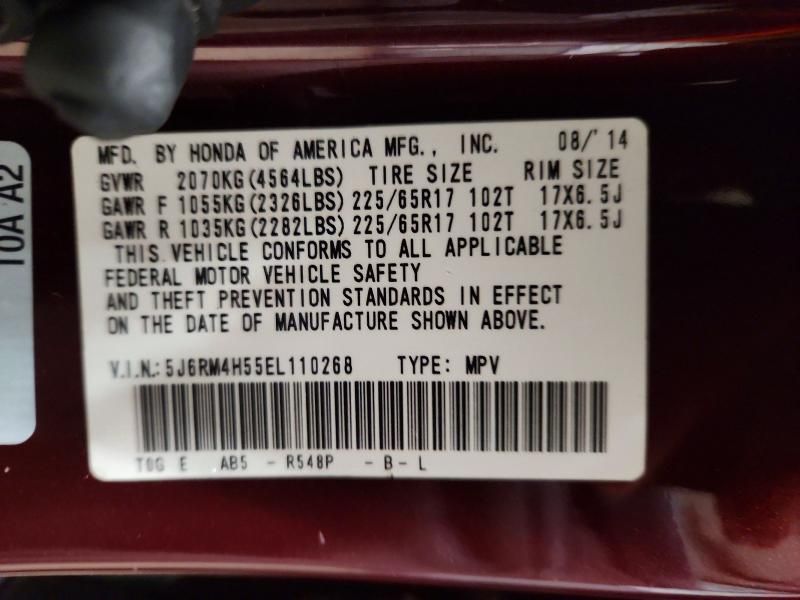 MFD. BY HONDA OF AMERICA MFG., INC. 08/'14
GVWR 2070KG(4564LBS) TIRE SIZE RIM SIZE
GAWR F 1055KG(2326LBS) 225/65R17 102T 17X6.5J
GAWR R 1035KG(2282LBS) 225/65R17 102T 17X6.5J
THIS VEHICLE CONFORMS TO ALL APPLICABLE
FEDERAL MOTOR VEHICLE SAFETY
AND THEFT PREVENTION STANDARDS IN EFFECT
ON THE DATE OF MANUFACTURE SHOWN ABOVE.
V.I.N.: 5J6RM4H55EL110268 TYPE: MPV
T0G E AB5 - R548P - B - L
T0A A2